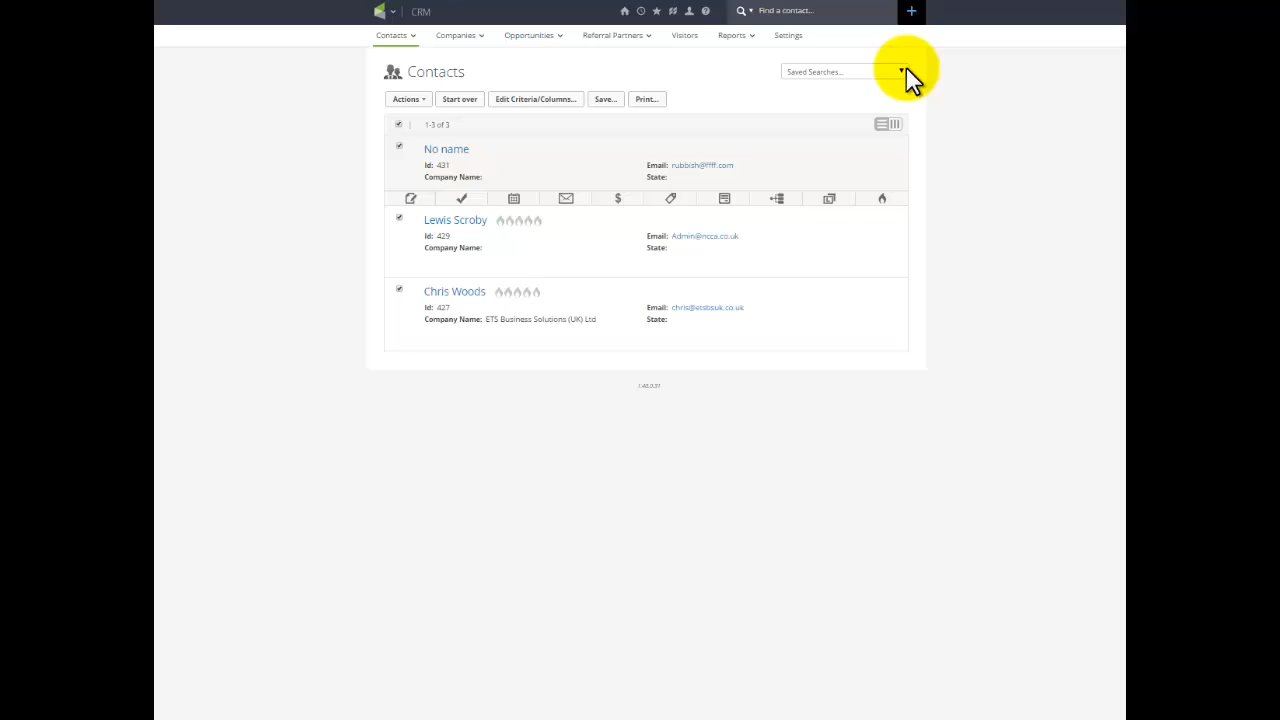 CRM
Find a contact...
Contacts Companies Opportunities Referral Partners Visitors Reports Settings
Contacts
Saved Searches...
Actions Start over Edit Criteria/Columns... Save... Print...
1-3 of 3
No name
Id: 431 Email: rubbish@ffff.com
Company Name: State:
$
Lewis Scroby
Id: 429 Email: Admin@ncca.co.uk
Company Name: State:
Chris Woods
Id: 427 Email: chris@etsbsuk.co.uk
Company Name: ETS Business Solutions (UK) Ltd State: